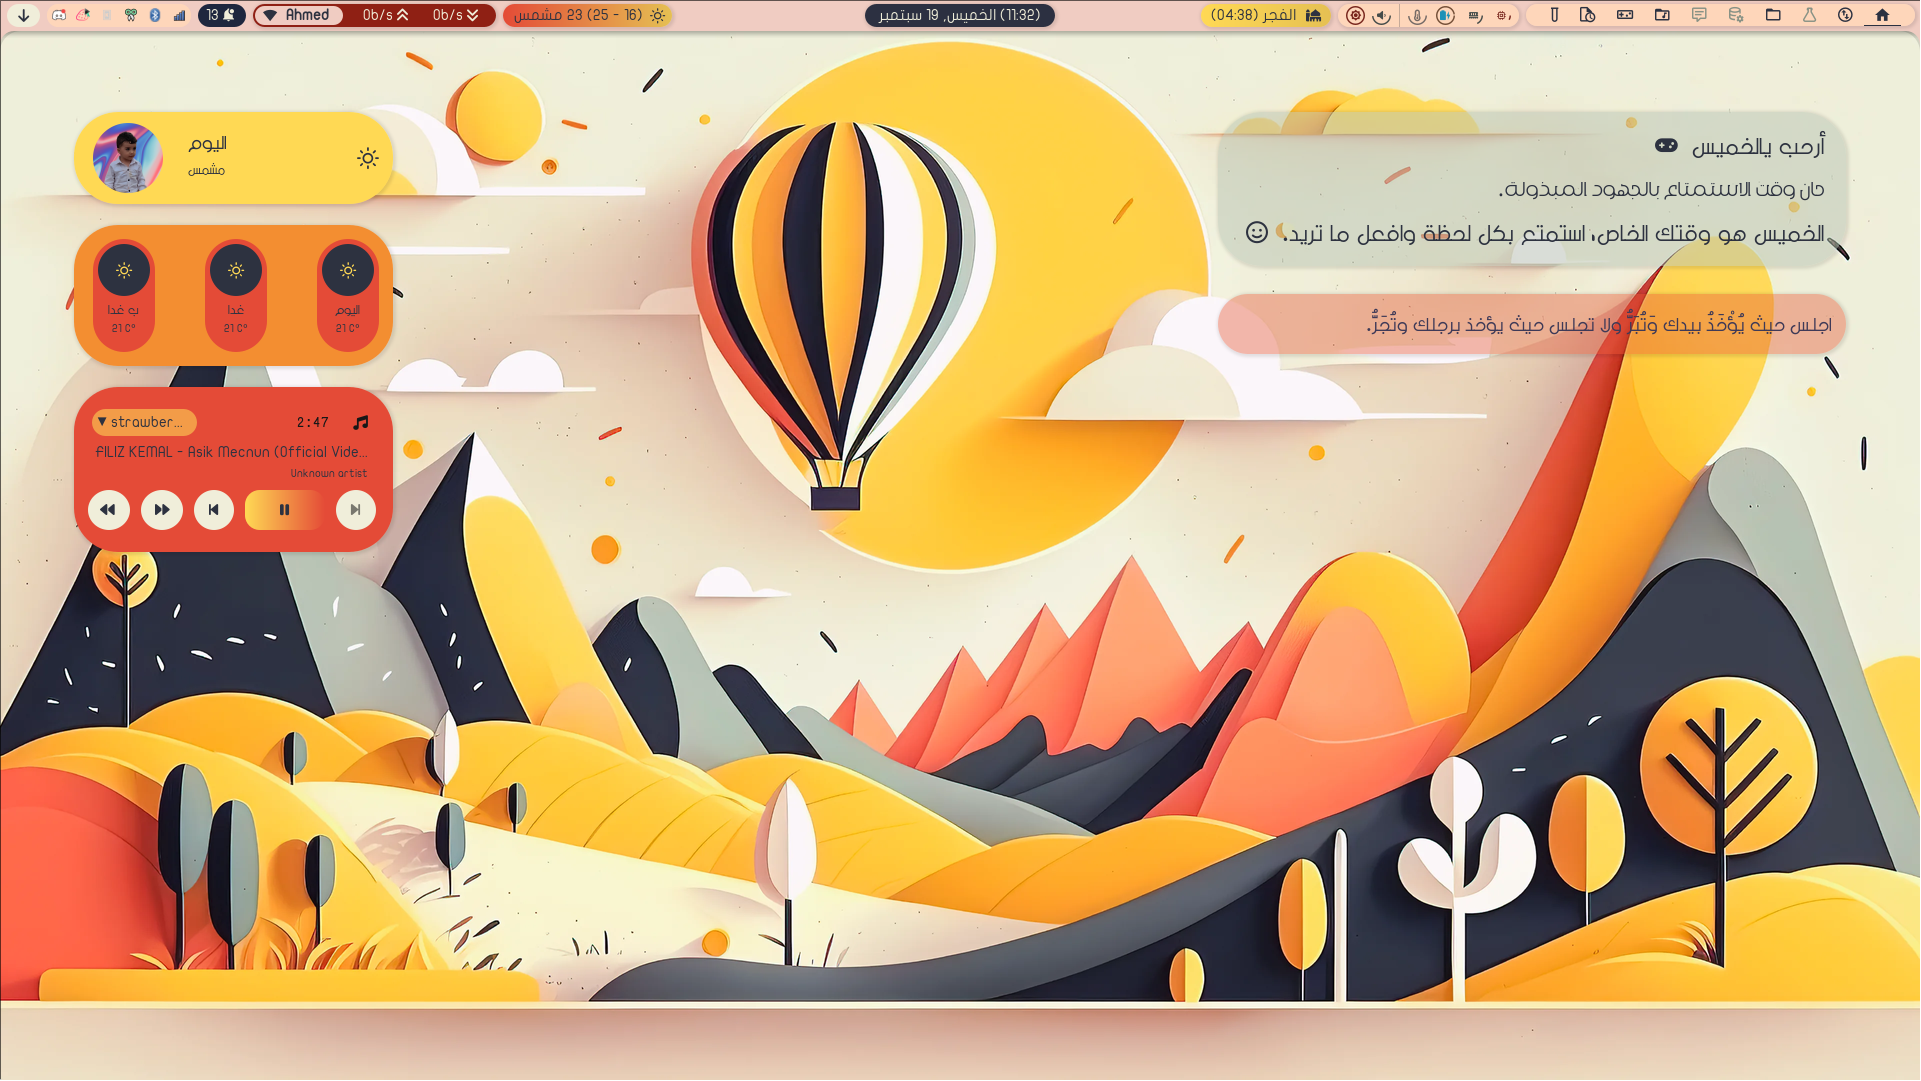 13
Ahmed
0b/s
0b/s
23 مشمس (25 - 16)
(11:32) الخميس, 19 سبتمبر
الفجر (04:38)
اليوم
مشمس
أرحب يالخميس
حان وقت الاستمتاع بالجهود المبذولة.
الخميس هو وقتك الخاص، استمتع بكل لحظة وافعل ما تريد.
اليوم
21 C°
غدا
21 C°
ب غدا
21 C°
اجلس حيث يُؤْخَذُ بيدك وَتُبَرُّ ولا تجلس حيث يؤخذ برجلك وتُجَرُّ.
strawber...
2:47
FILIZ KEMAL - Asik Mecnun (Official Vide...
Unknown artist